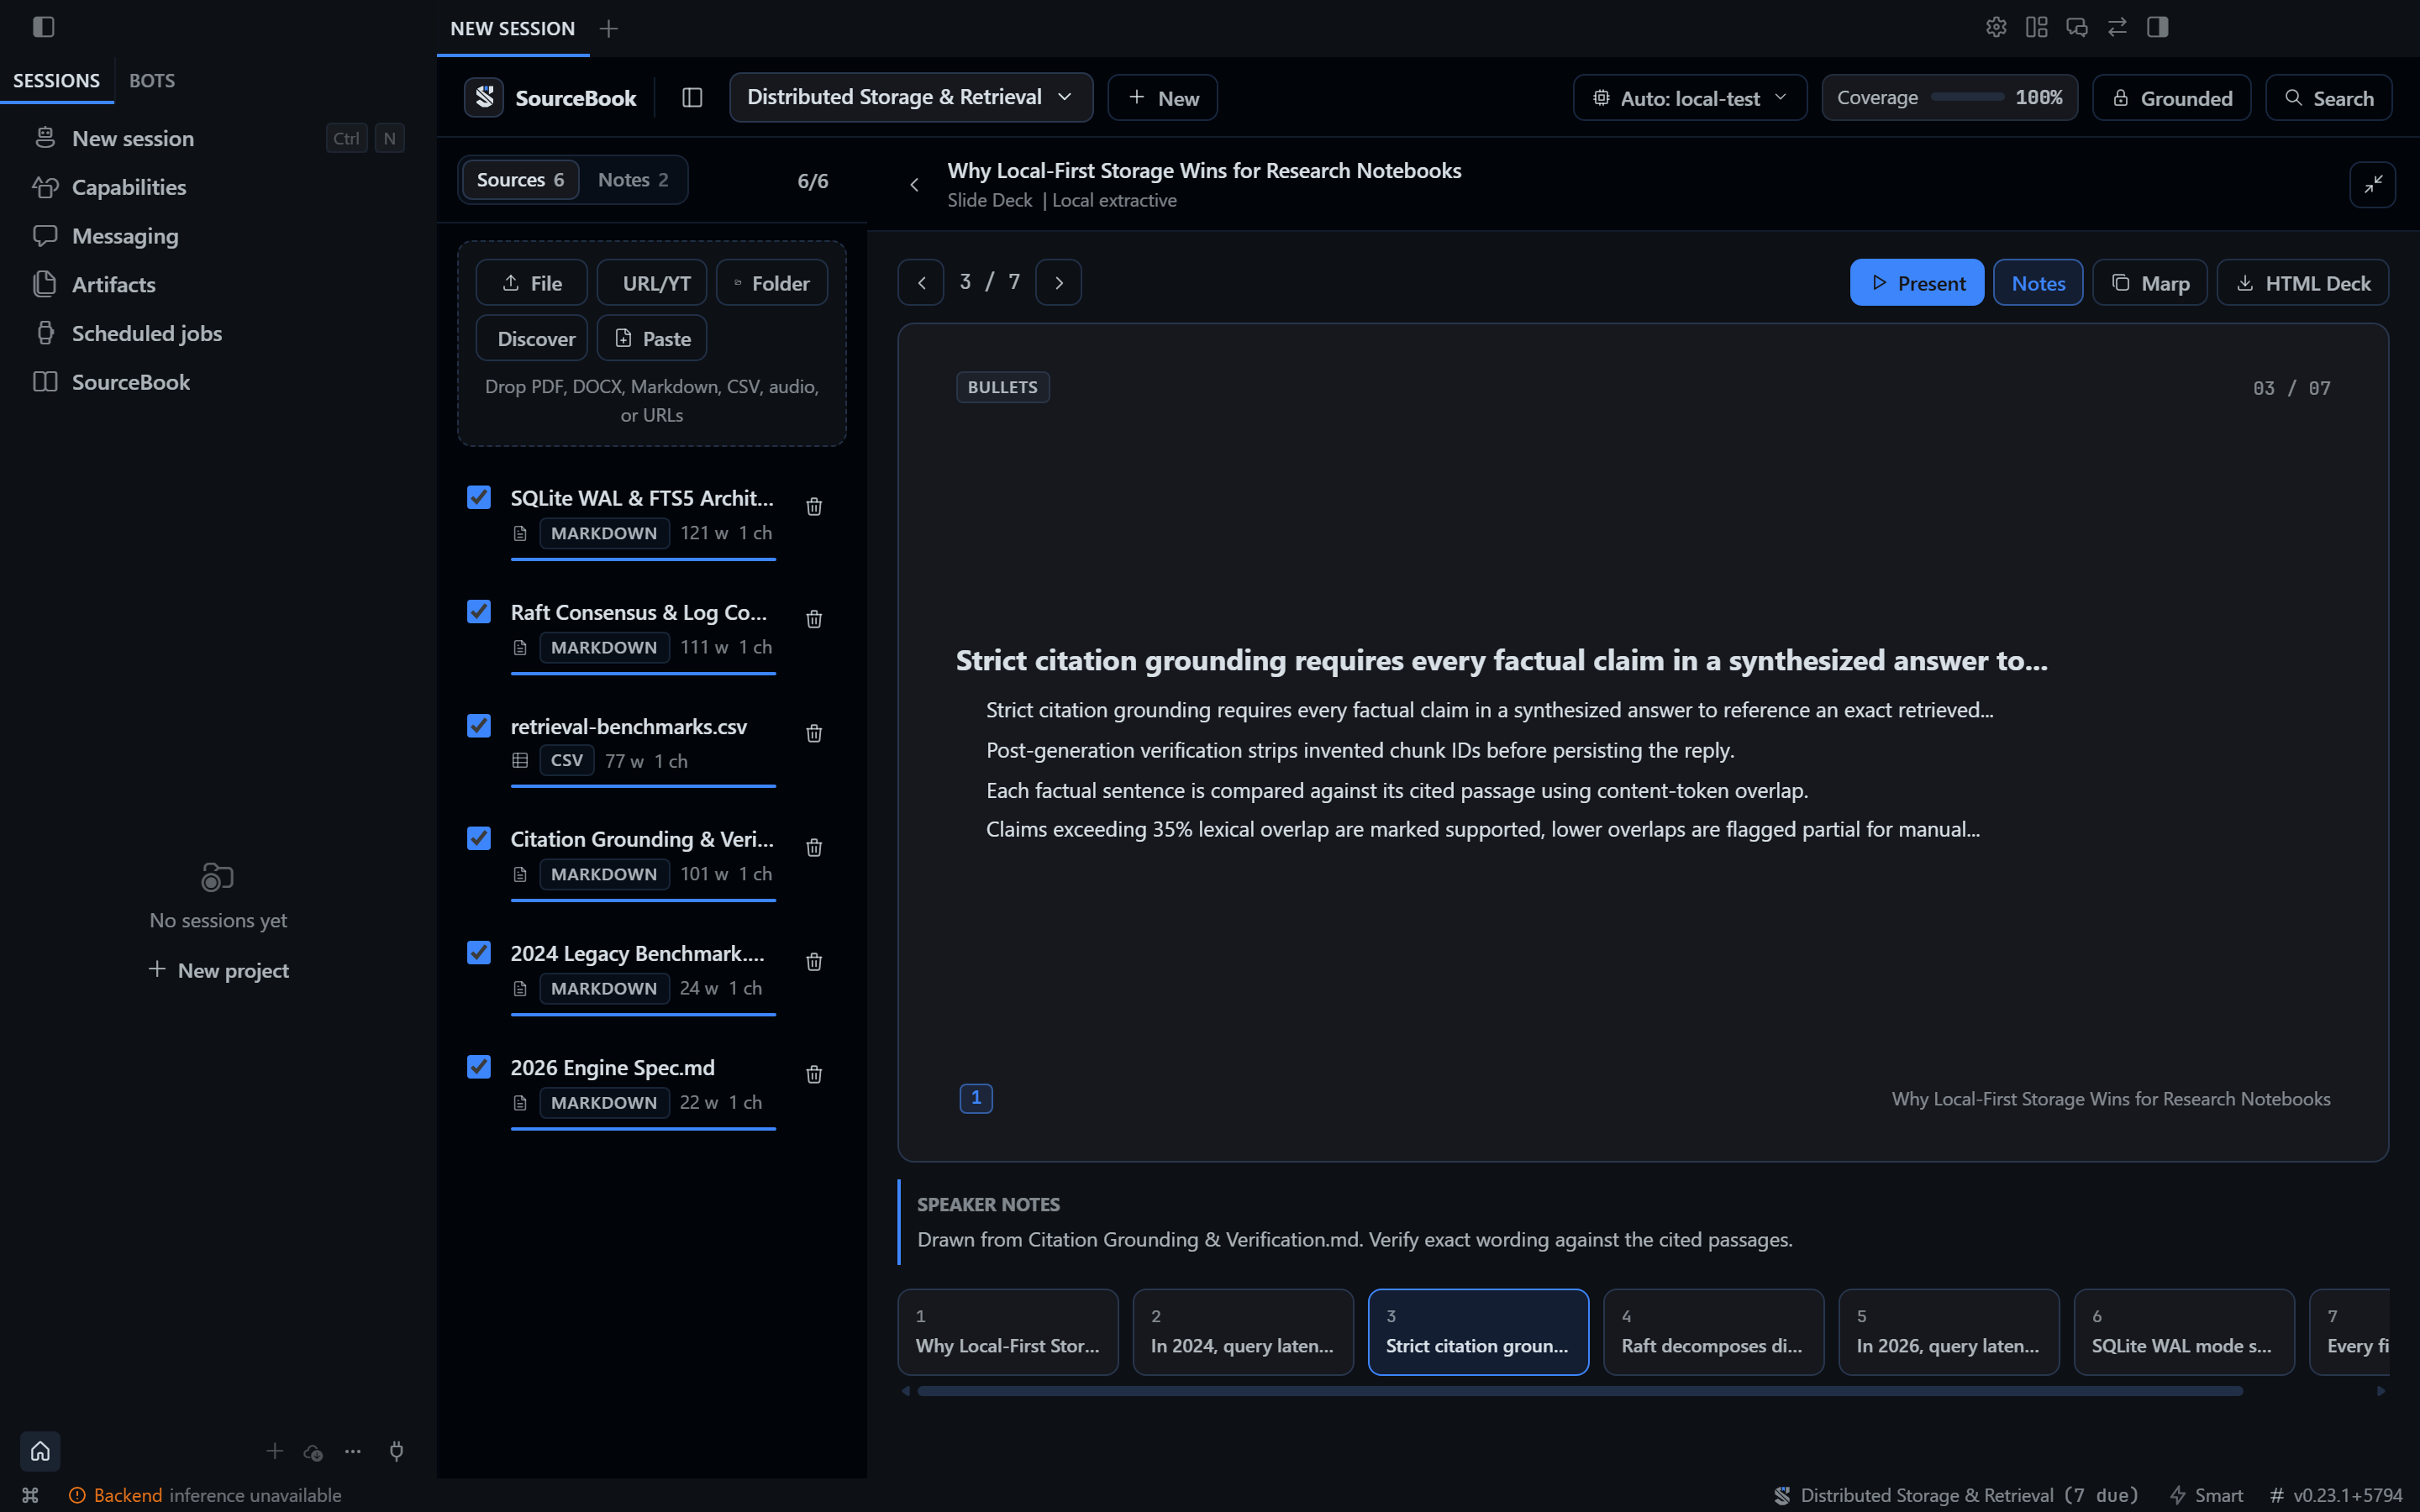 NEW SESSION
SESSIONS
BOTS
New session
Ctrl
N
Capabilities
Messaging
Artifacts
Scheduled jobs
SourceBook
No sessions yet
New project
Backend inference unavailable
SourceBook
Distributed Storage & Retrieval
New
Auto: local-test
Coverage
100%
Grounded
Search
Sources 6
Notes 2
6/6
File
URL/YT
Folder
Discover
Paste
Drop PDF, DOCX, Markdown, CSV, audio,
or URLs
SQLite WAL & FTS5 Archit...
MARKDOWN 121 w 1 ch
Raft Consensus & Log Co...
MARKDOWN 111 w 1 ch
retrieval-benchmarks.csv
CSV 77 w 1 ch
Citation Grounding & Veri...
MARKDOWN 101 w 1 ch
2024 Legacy Benchmark....
MARKDOWN 24 w 1 ch
2026 Engine Spec.md
MARKDOWN 22 w 1 ch
Why Local-First Storage Wins for Research Notebooks
Slide Deck | Local extractive
3 / 7
Present
Notes
Marp
HTML Deck
BULLETS
03 / 07
Strict citation grounding requires every factual claim in a synthesized answer to...
Strict citation grounding requires every factual claim in a synthesized answer to reference an exact retrieved...
Post-generation verification strips invented chunk IDs before persisting the reply.
Each factual sentence is compared against its cited passage using content-token overlap.
Claims exceeding 35% lexical overlap are marked supported, lower overlaps are flagged partial for manual...
1
Why Local-First Storage Wins for Research Notebooks
SPEAKER NOTES
Drawn from Citation Grounding & Verification.md. Verify exact wording against the cited passages.
1
Why Local-First Stor...
2
In 2024, query laten...
3
Strict citation groun...
4
Raft decomposes di...
5
In 2026, query laten...
6
SQLite WAL mode s...
7
Every fi
Distributed Storage & Retrieval (7 due)
Smart
# v0.23.1+5794